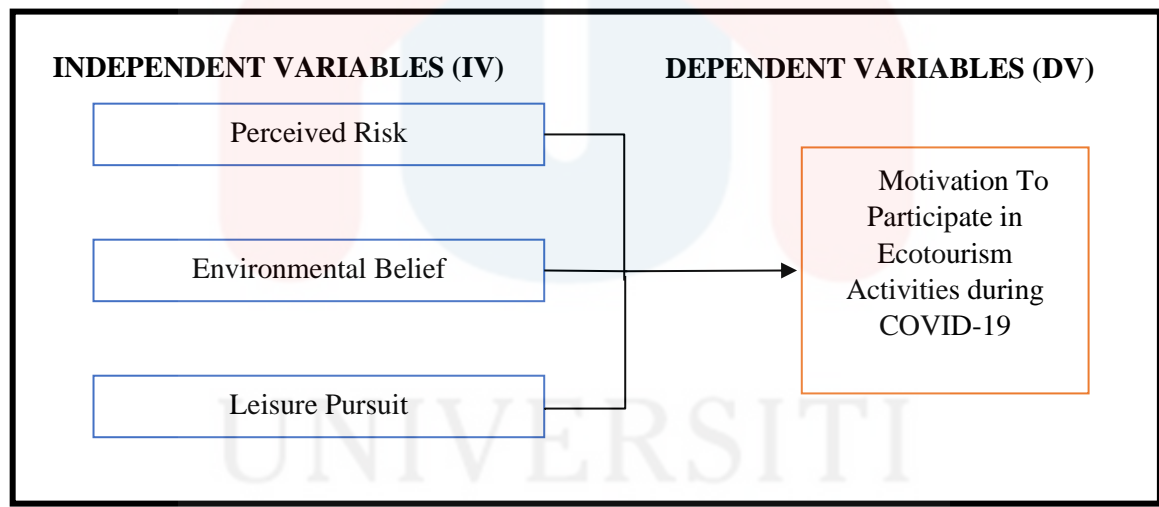 INDEPENDENT VARIABLES (IV)
DEPENDENT VARIABLES (DV)
Perceived Risk
Environmental Belief
Leisure Pursuit
Motivation To
Participate in
Ecotourism
Activities during
COVID-19
UNIVERSITI